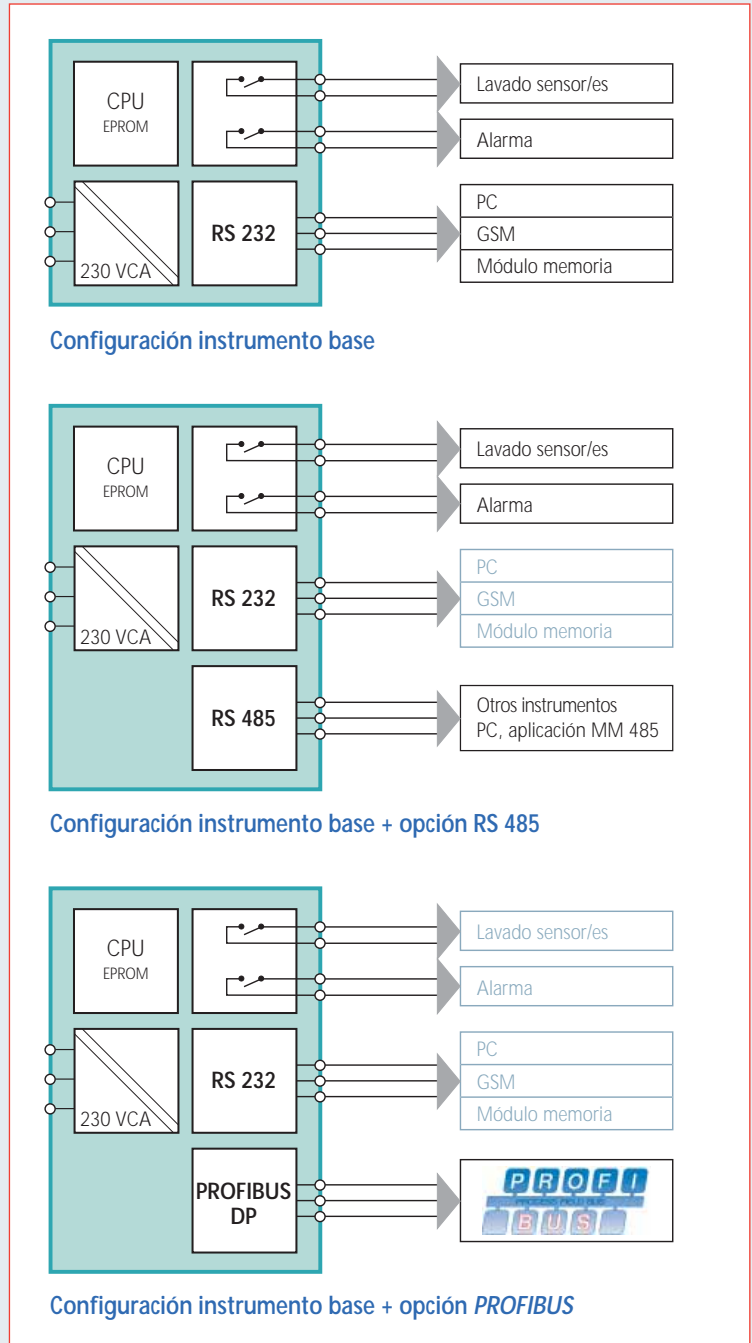 CPU
EPROM
230 VCA
RS 232
Lavado sensor/es
Alarma
PC
GSM
Módulo memoria
Configuración instrumento base
CPU
EPROM
230 VCA
RS 232
RS 485
Lavado sensor/es
Alarma
PC
GSM
Módulo memoria
Otros instrumentos
PC, aplicación MM 485
Configuración instrumento base + opción RS 485
CPU
EPROM
230 VCA
RS 232
PROFIBUS
DP
Lavado sensor/es
Alarma
PC
GSM
Módulo memoria
PROFI
PROCESS FIELD BUS
BUS
Configuración instrumento base + opción PROFIBUS